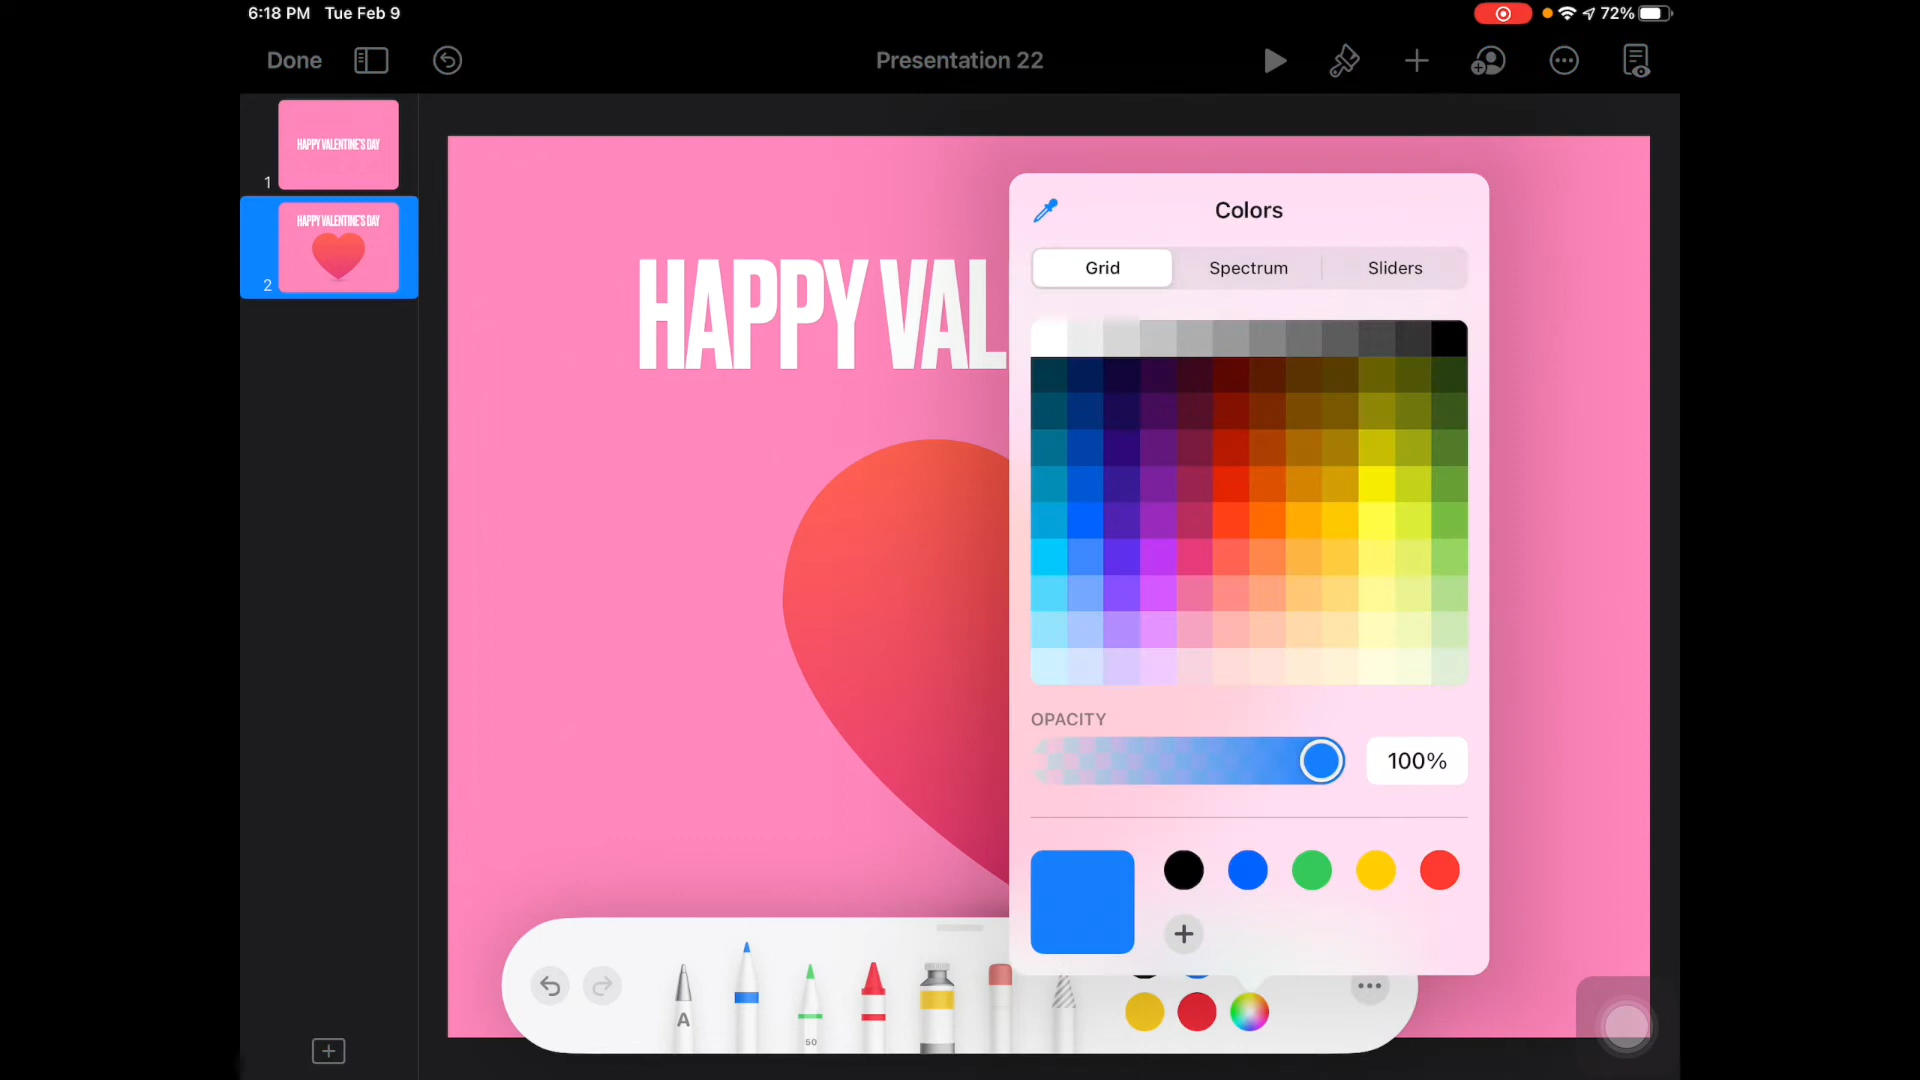 6:18 PM Tue Feb 9
72%
Done
Presentation 22
HAPPY VALENTINE'S DAY
1
HAPPY VALENTINE'S DAY
2
HAPPY VAL
Colors
Grid
Spectrum
Sliders
OPACITY
100%
A
50